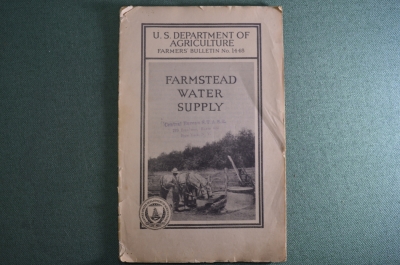 U. S. DEPARTMENT OF
AGRICULTURE
FARMERS' BULLETIN No. 1448
FARMSTEAD
WATER
SUPPLY